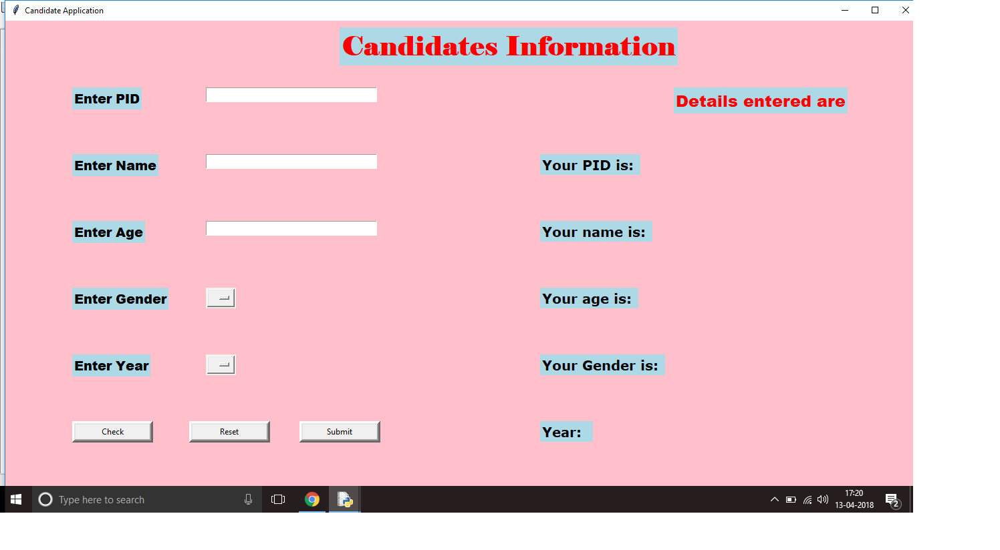 Candidate Application
Candidates Information
Enter PID
Details entered are
Enter Name
Your PID is:
Enter Age
Your name is:
Enter Gender
Your age is:
Enter Year
Your Gender is:
Check
Reset
Submit
Year:
Type here to search
17:20
13-04-2018
2